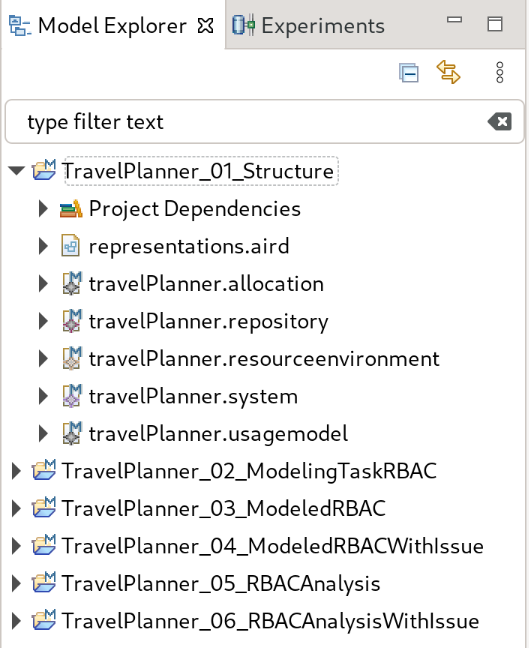 Model Explorer Experiments
type filter text
TravelPlanner_01_Structure
Project Dependencies
representations.aird
travelPlanner.allocation
travelPlanner.repository
travelPlanner.resourceenvironment
travelPlanner.system
travelPlanner.usagemodel
TravelPlanner_02_ModelingTaskRBAC
TravelPlanner_03_ModeledRBAC
TravelPlanner_04_ModeledRBACWithIssue
TravelPlanner_05_RBACAnalysis
TravelPlanner_06_RBACAnalysisWithIssue